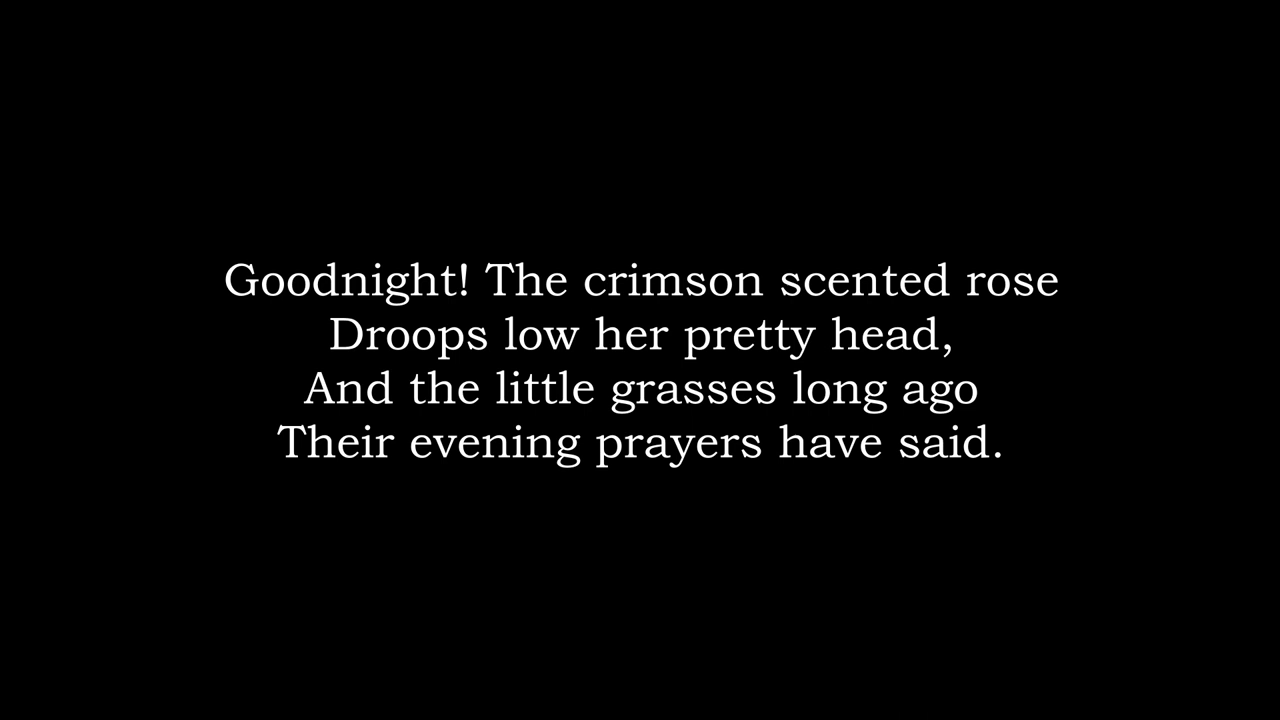 Goodnight! The crimson scented rose
Droops low her pretty head,
And the little grasses long ago
Their evening prayers have said.